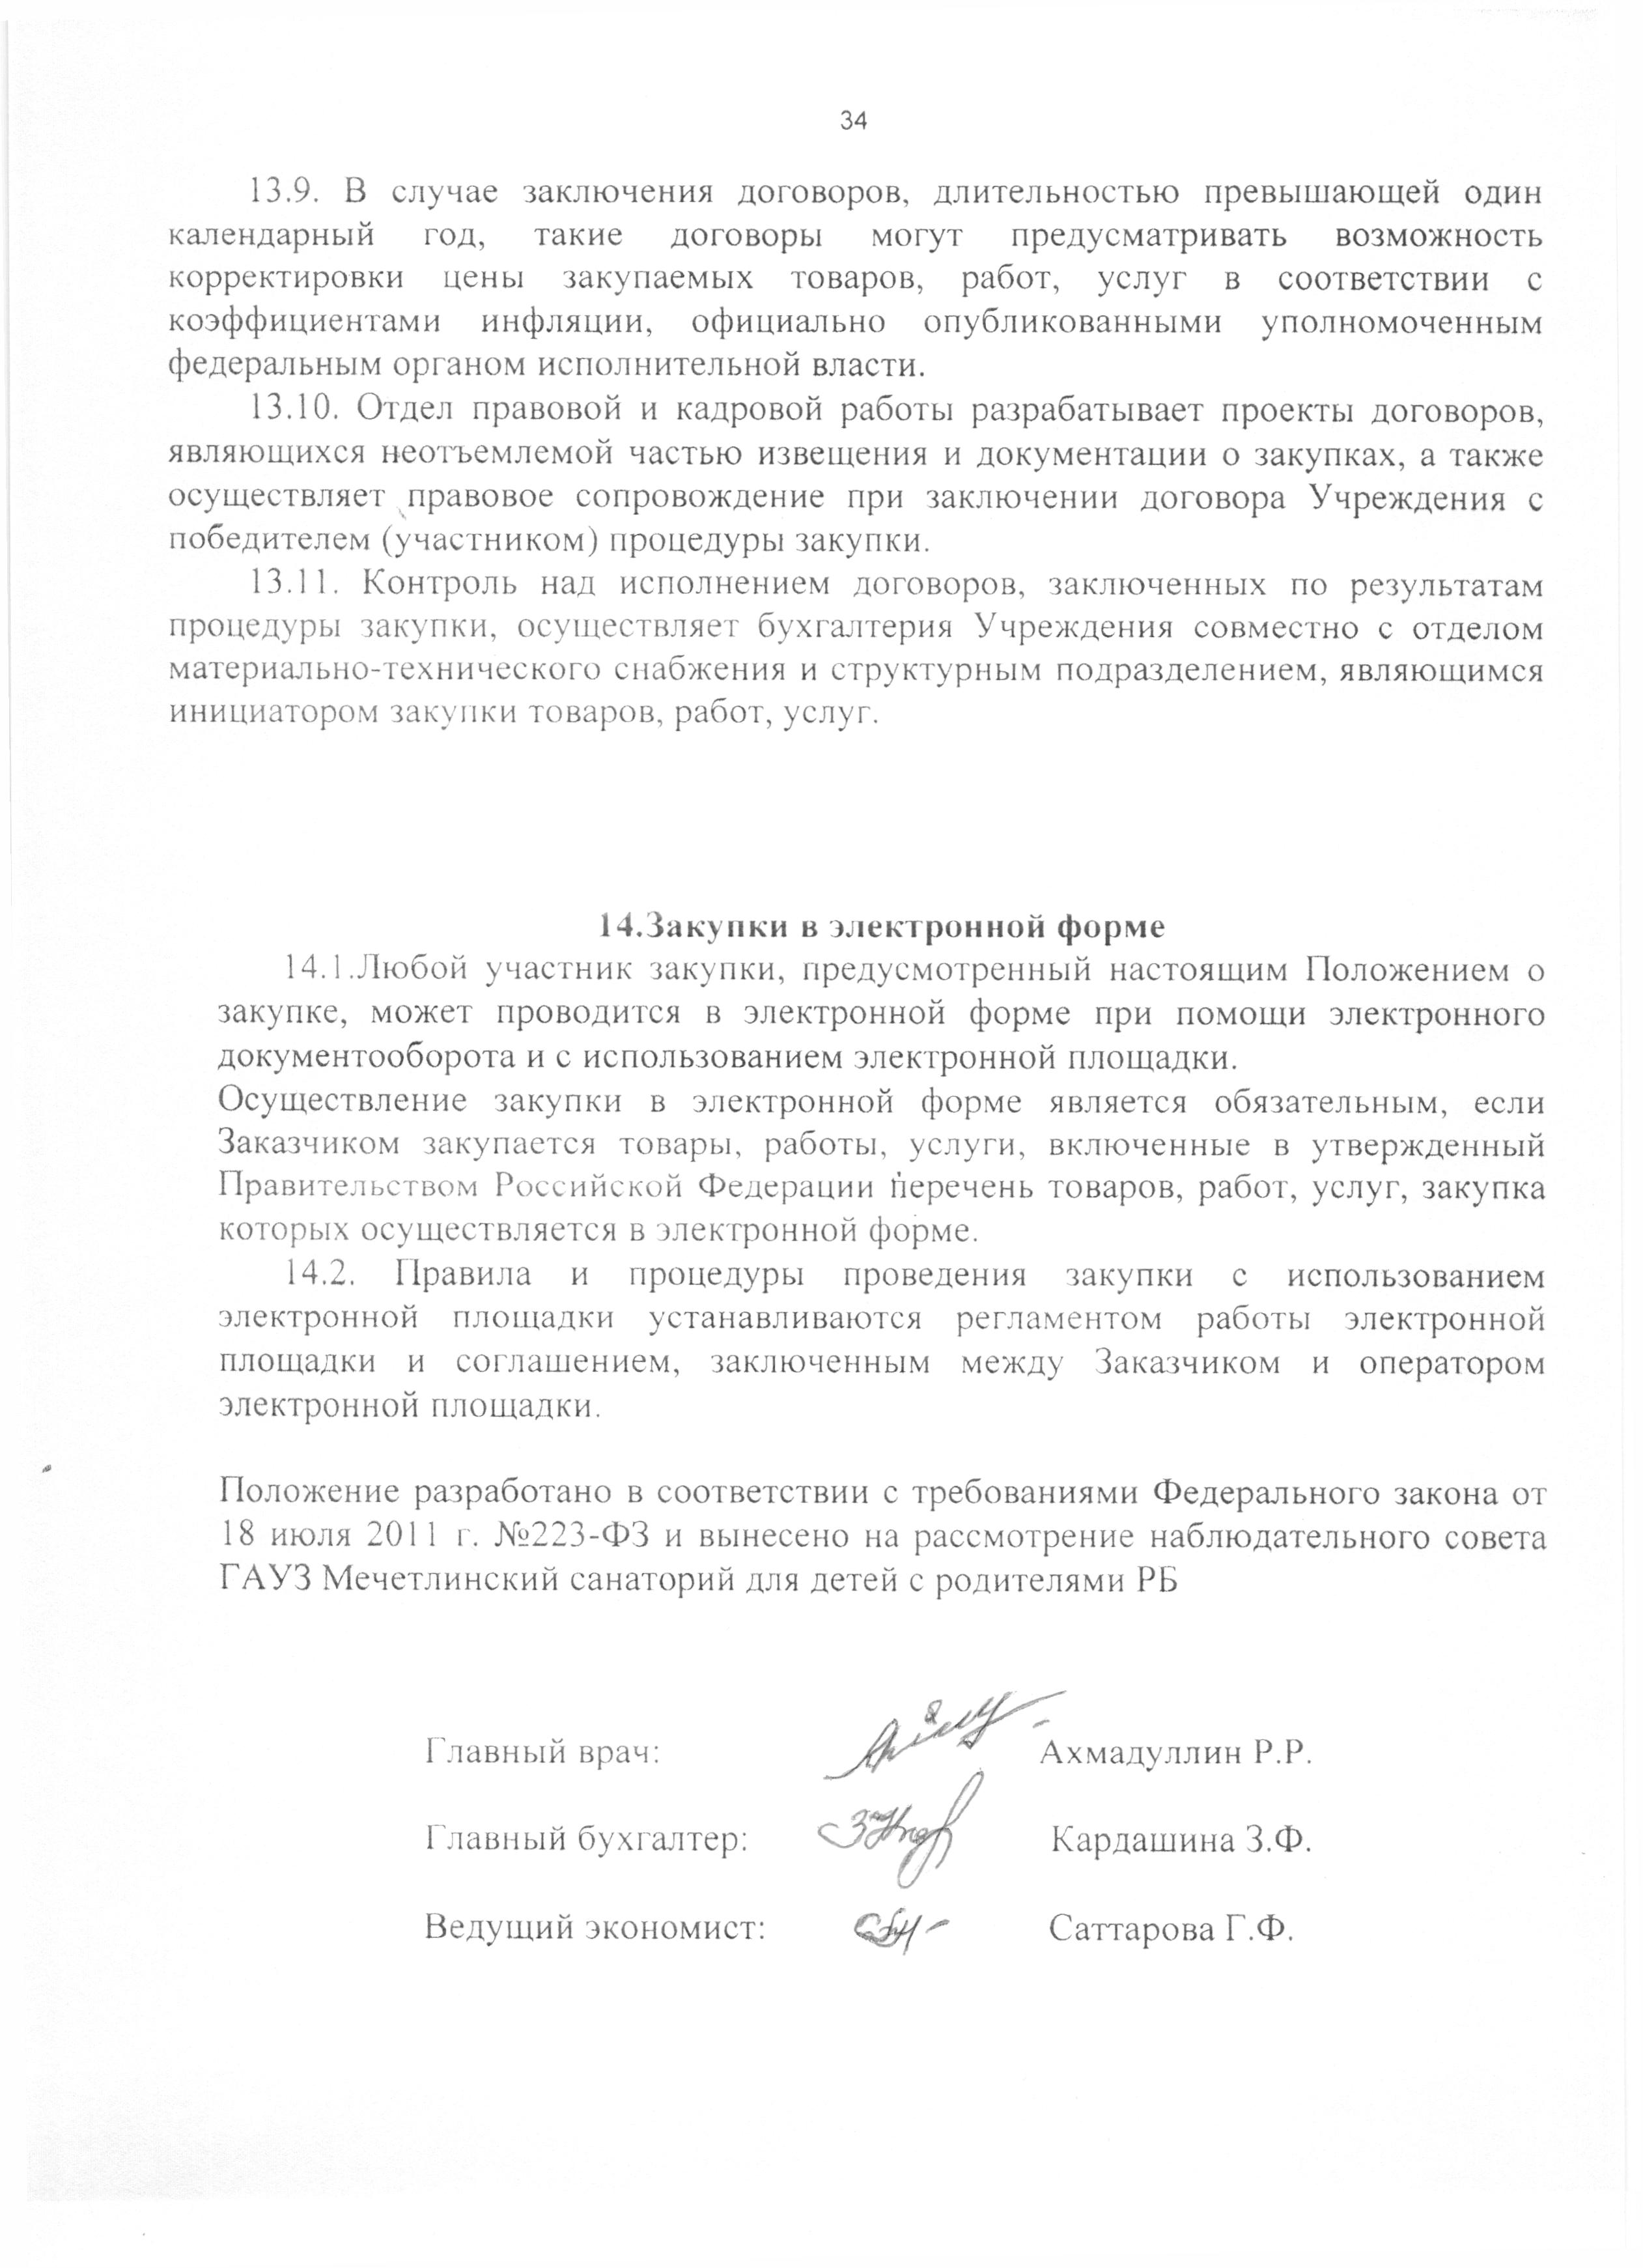 34
13.9. В случае заключения договоров, длительностью превышающей один
календарный год, такие договоры могут предусматривать возможность
корректировки цены закупаемых товаров, работ, услуг в соответствии с
коэффициентами инфляции, официально опубликованными уполномоченным
федеральным органом исполнительной власти.
13.10. Отдел правовой и кадровой работы разрабатывает проекты договоров,
являющихся неотъемлемой частью извещения и документации о закупках, а также
осуществляет правовое сопровождение при заключении договора Учреждения с
победителем (участником) процедуры закупки.
13.11. Контроль над исполнением договоров, заключенных по результатам
процедуры закупки, осуществляет бухгалтерия Учреждения совместно с отделом
материально-технического снабжения и структурным подразделением, являющимся
инициатором закупки товаров, работ, услуг.
14.Закупки в электронной форме
14.1.Любой участник закупки, предусмотренный настоящим Положением о
закупке, может проводится в электронной форме при помощи электронного
документооборота и с использованием электронной площадки.
Осуществление закупки в электронной форме является обязательным, если
Заказчиком закупается товары, работы, услуги, включенные в утвержденный
Правительством Российской Федерации перечень товаров, работ, услуг, закупка
которых осуществляется в электронной форме.
14.2. Правила и процедуры проведения закупки с использованием
электронной площадки устанавливаются регламентом работы электронной
площадки и соглашением, заключенным между Заказчиком и оператором
электронной площадки.
Положение разработано в соответствии с требованиями Федерального закона от
18 июля 2011 г. №223-ФЗ и вынесено на рассмотрение наблюдательного совета
ГАУЗ Мечетлинский санаторий для детей с родителями РБ
Главный врач: Ахмадуллин Р.Р.
Главный бухгалтер: Кардашина З.Ф.
Ведущий экономист: Саттарова Г.Ф.